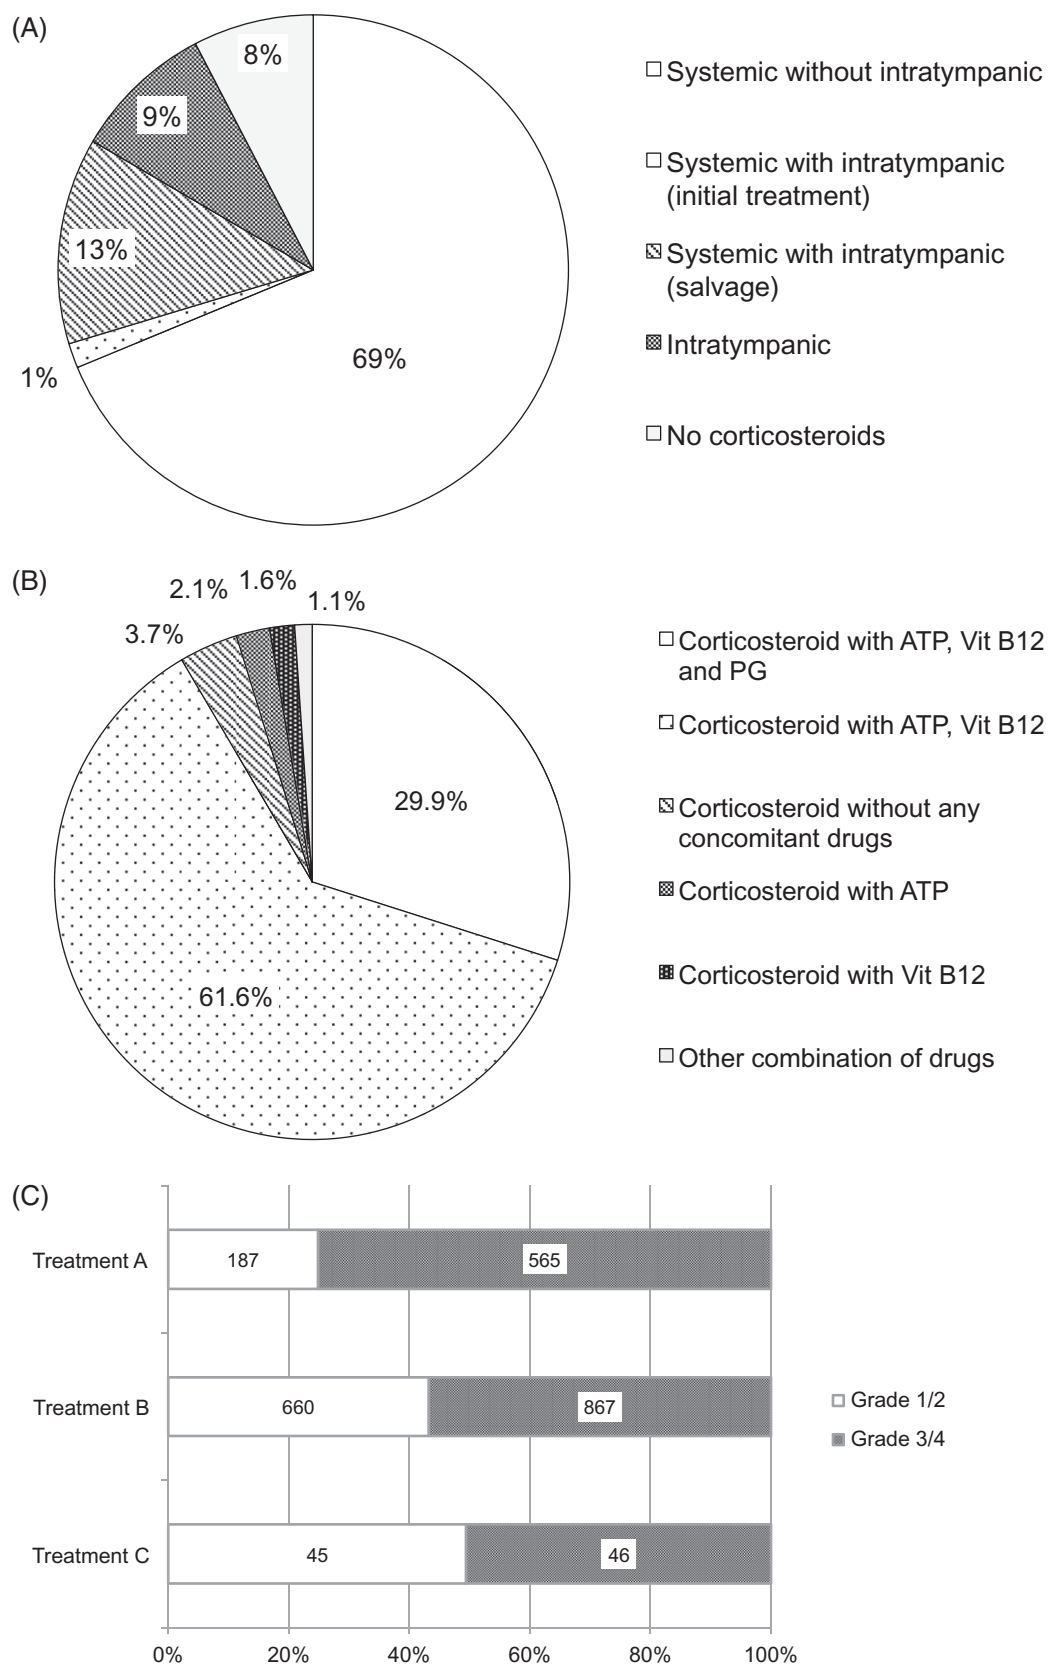 (A)
8%
9%
13%
1%
69%
Systemic without intratympanic
Systemic with intratympanic
(initial treatment)
Systemic with intratympanic
(salvage)
Intratympanic
No corticosteroids
(B)
2.1%
1.6%
1.1%
3.7%
29.9%
61.6%
Corticosteroid with ATP, Vit B12
and PG
Corticosteroid with ATP, Vit B12
Corticosteroid without any
concomitant drugs
Corticosteroid with ATP
Corticosteroid with Vit B12
Other combination of drugs
(C)
Treatment A
187
565
Treatment B
660
867
Treatment C
45
46
Grade 1/2
Grade 3/4
0%
20%
40%
60%
80%
100%